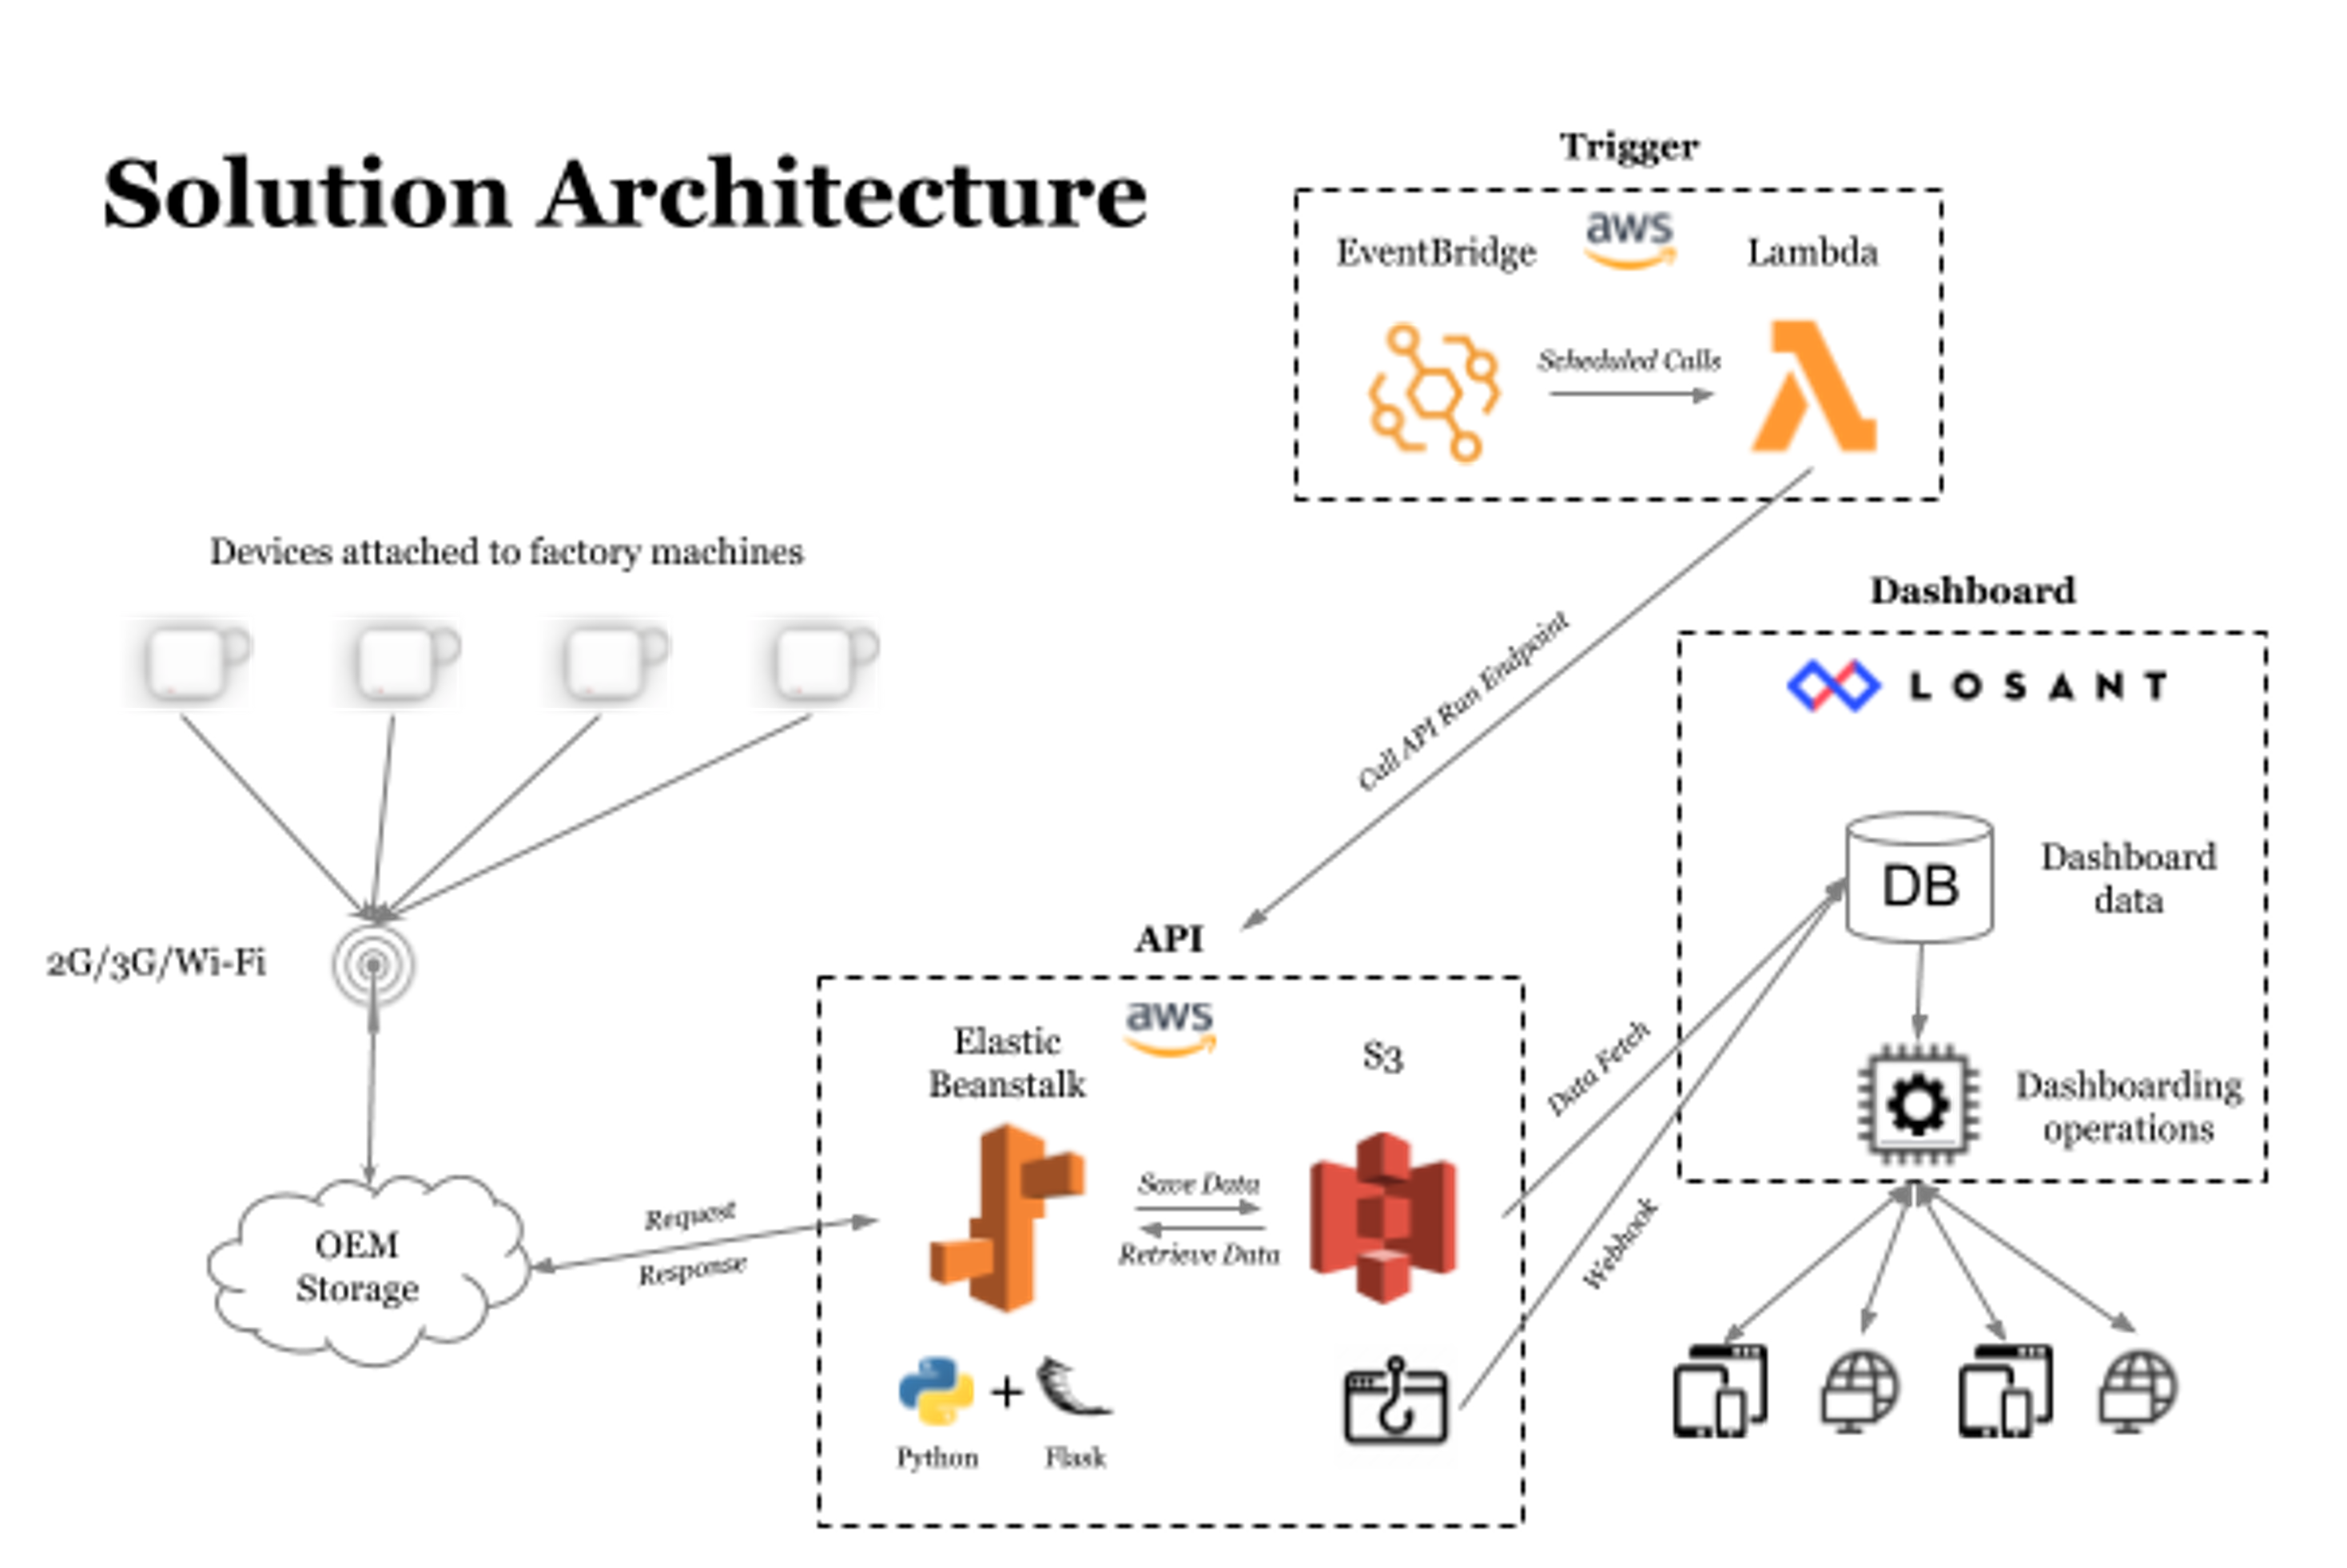 Solution Architecture
Trigger
EventBridge
aws
Lambda
Scheduled Calls
Devices attached to factory machines
Call API Run Endpoint
Dashboard
LOSANT
DB
Dashboard
data
Dashboarding
operations
2G/3G/Wi-Fi
API
aws
Elastic
Beanstalk
S3
Save Data
Retrieve Data
Data Fetch
Webhook
Request
Response
OEM
Storage
+
Python
Flask